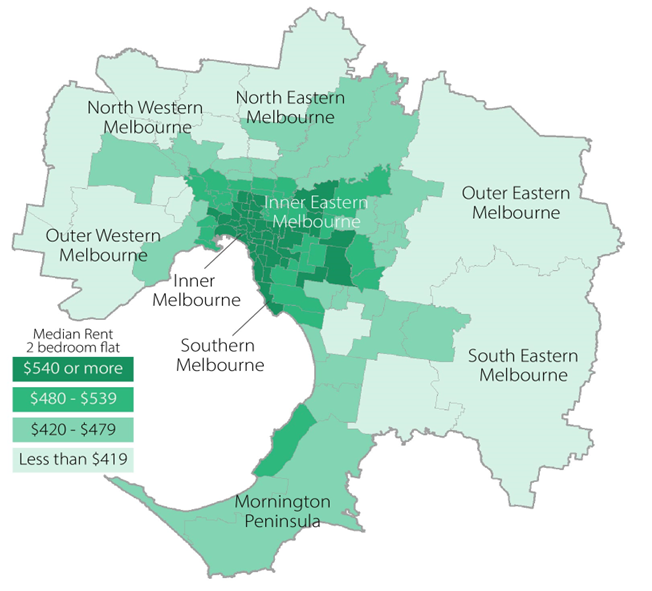 North Western
Melbourne
North Eastern
Melbourne
Inner Eastern
Melbourne
Outer Eastern
Melbourne
Outer Western
Melbourne
Inner
Melbourne
Southern
Melbourne
South Eastern
Melbourne
Mornington
Peninsula
Median Rent
2 bedroom flat
$540 or more
$480 - $539
$420 - $479
Less than $419